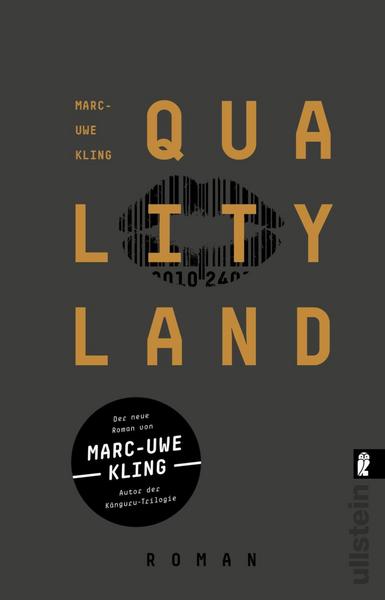 MARC-
UWE
KLING
QUA
LITY
LAND
Der neue
Roman von
MARC-UWE
KLING
Autor der
Känguru-Trilogie
ROMAN
ullstein